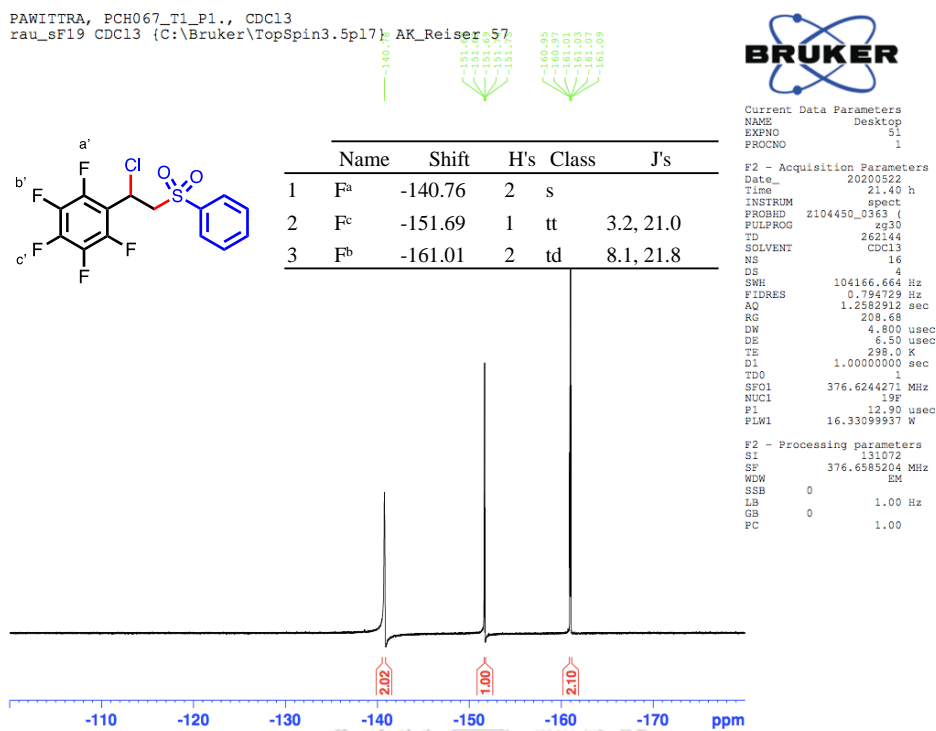 PAWITTRA, PCH067_T1_P1., CDCl3
rau_sF19 CDCl3 {C:\Bruker\TopSpin3.5pl7} AK_Reiser 57
-140.76
-151.69
-160.95
-160.97
-161.01
-161.03
-161.07
-161.09
BRUKER
Current Data Parameters
NAME Desktop
EXPNO 51
PROCNO 1
F2 - Acquisition Parameters
Date_ 20200522
Time 21.40 h
INSTRUM spect
PROBHD Z104450_0363 (
PULPROG zg30
TD 262144
SOLVENT CDCl3
NS 16
DS 4
SWH 104166.664 Hz
FIDRES 0.794729 Hz
AQ 1.2582912 sec
RG 208.68
DW 4.800 usec
DE 6.50 usec
TE 298.0 K
D1 1.00000000 sec
TD0 1
SFO1 376.6244271 MHz
NUC1 19F
P1 12.90 usec
PLW1 16.33099937 W
F2 - Processing parameters
SI 131072
SF 376.6585204 MHz
WDW EM
SSB 0
LB 1.00 Hz
GB 0
PC 1.00
a'
b'
c'
F
F
F
F
F
Cl
O
O
S
Name Shift H's Class J's
1 Fᵃ -140.76 2 s
2 Fᶜ -151.69 1 tt 3.2, 21.0
3 Fᵇ -161.01 2 td 8.1, 21.8
2.02
1.00
2.10
-110 -120 -130 -140 -150 -160 -170 ppm